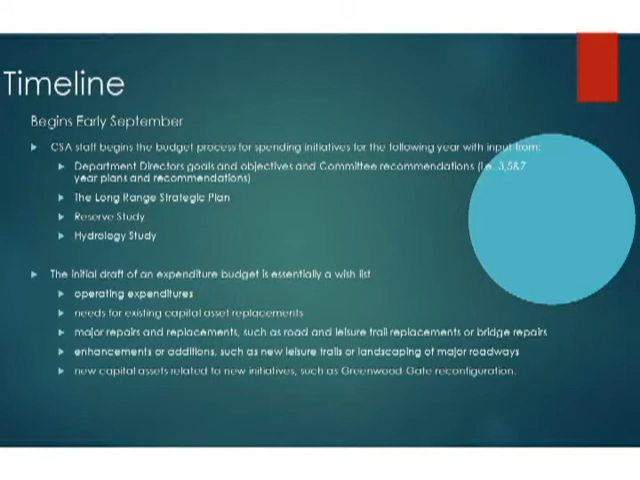 Timeline
Begins Early September
CSA staff begins the budget process for spending initiatives for the following year with input from:
Department Directors goals and objectives and Committee recommendations (i.e. 3,5&7
year plans and recommendations)
The Long Range Strategic Plan
Reserve Study
Hydrology Study
The initial draft of an expenditure budget is essentially a wish list
operating expenditures
needs for existing capital asset replacements
major repairs and replacements, such as road and leisure trail replacements or bridge repairs
enhancements or additions, such as new leisure trails or landscaping of major roadways
new capital assets related to new initiatives, such as Greenwood Gate reconfiguration.